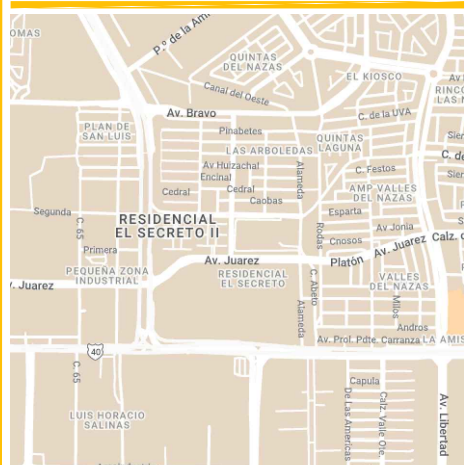 OMAS
P.º de la Am
QUINTAS
DEL NAZAS
EL KIOSCO
Canal del Oeste
Av. Bravo
C. de la UVA
RINC
LAS N
PLAN DE
SAN LUIS
Pinabetes
QUINTAS
LAGUNA
LAS ARBOLEDAS
Av Huizachal
Encinal
Cedral
Cedral
Caobas
Alameda
C. Festos
C. de
Sier
Sier
AMP VALLES
DEL NAZAS
Segunda
C. 65
RESIDENCIAL
EL SECRETO II
Esparta
Rodas
Av Jonia
Cnosos
Primera
Av. Juarez
Platón
Av. Juarez
Calz. c
PEQUEÑA ZONA
INDUSTRIAL
RESIDENCIAL
EL SECRETO
C. Abeto
VALLES
DEL NAZAS
Milos
. Juarez
Alameda
Andros
Av. Prol. Pdte. Carranza
LA AMIS
40
C. 65
Capula
De Las Americas
Calz. Valle Ote.
Av. Libertad
LUIS HORACIO
SALINAS